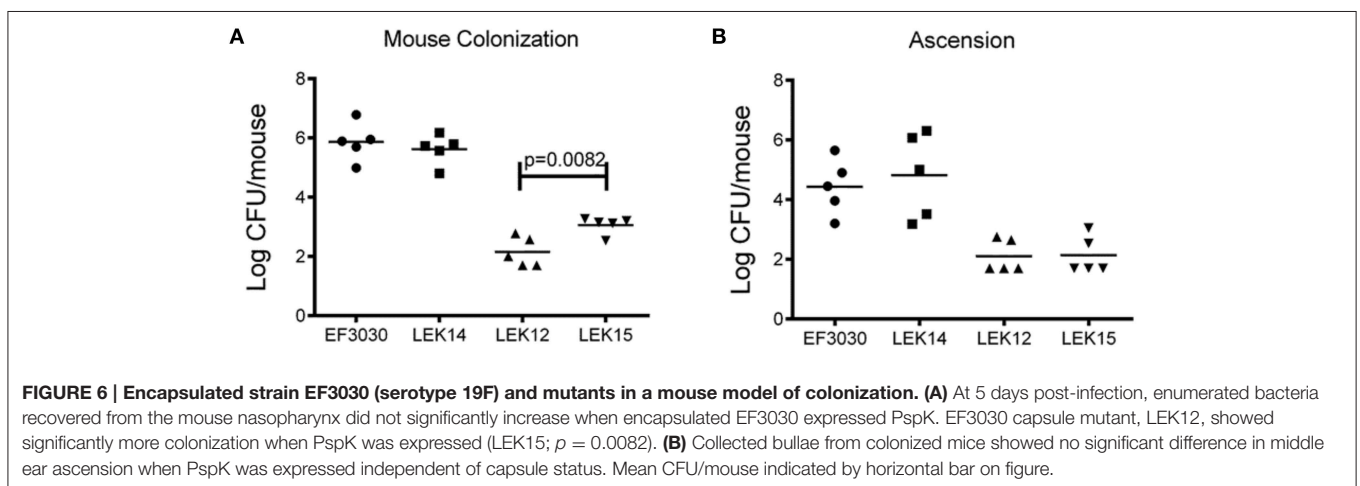 A
Mouse Colonization
8
6
4
2
0
Log CFU/mouse
p=0.0082
EF3030 LEK14 LEK12 LEK15
B
Ascension
8
6
4
2
0
Log CFU/mouse
EF3030 LEK14 LEK12 LEK15
FIGURE 6 | Encapsulated strain EF3030 (serotype 19F) and mutants in a mouse model of colonization. (A) At 5 days post-infection, enumerated bacteria
recovered from the mouse nasopharynx did not significantly increase when encapsulated EF3030 expressed PspK. EF3030 capsule mutant, LEK12, showed
significantly more colonization when PspK was expressed (LEK15; p = 0.0082). (B) Collected bullae from colonized mice showed no significant difference in middle
ear ascension when PspK was expressed independent of capsule status. Mean CFU/mouse indicated by horizontal bar on figure.